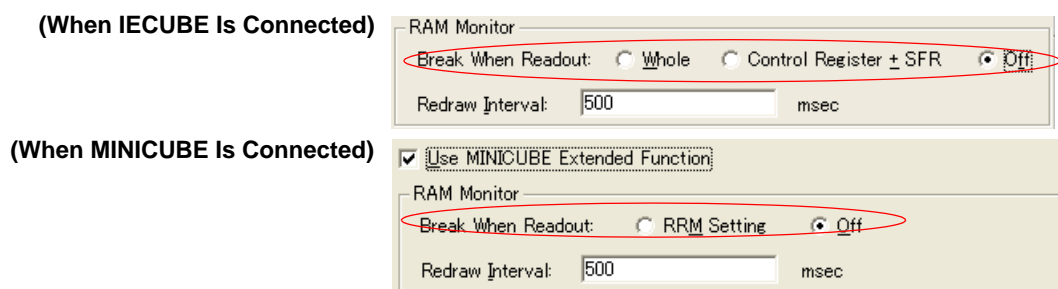 (When IECUBE Is Connected)
RAM Monitor
Break When Readout: Whole Control Register + SFR Off
Redraw Interval: 500 msec
(When MINICUBE Is Connected)
Use MINICUBE Extended Function
RAM Monitor
Break When Readout: RRM Setting Off
Redraw Interval: 500 msec